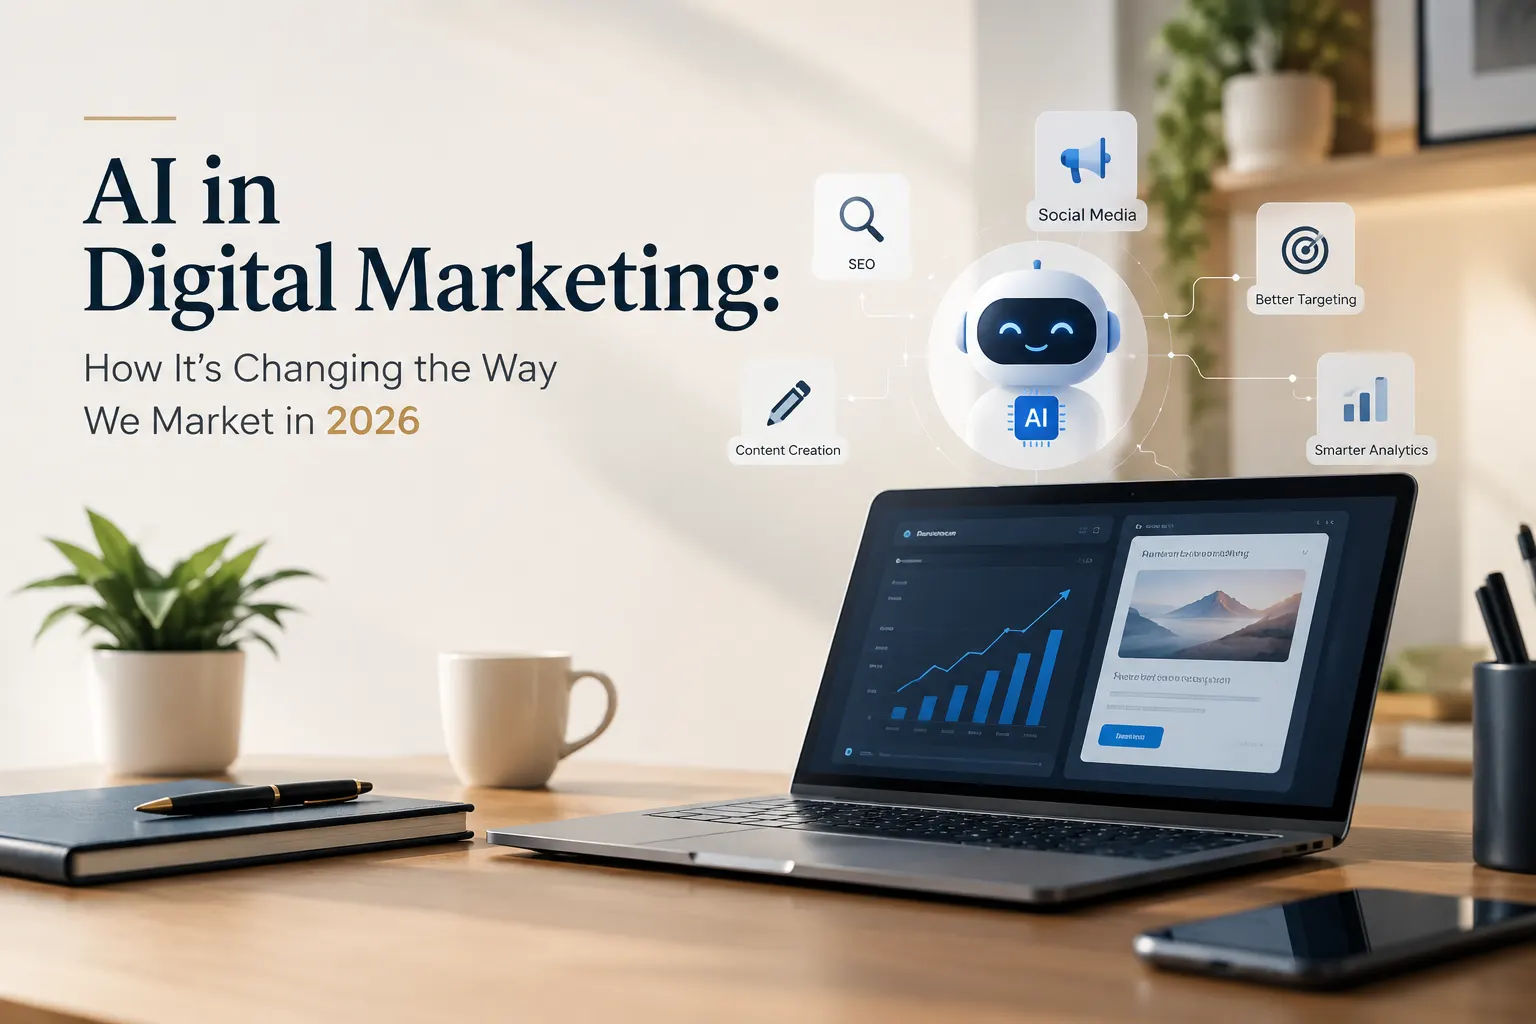 AI in
Digital Marketing:
How It's Changing the Way
We Market in 2026
Social Media
SEO
Better Targeting
Content Creation
AI
Smarter Analytics